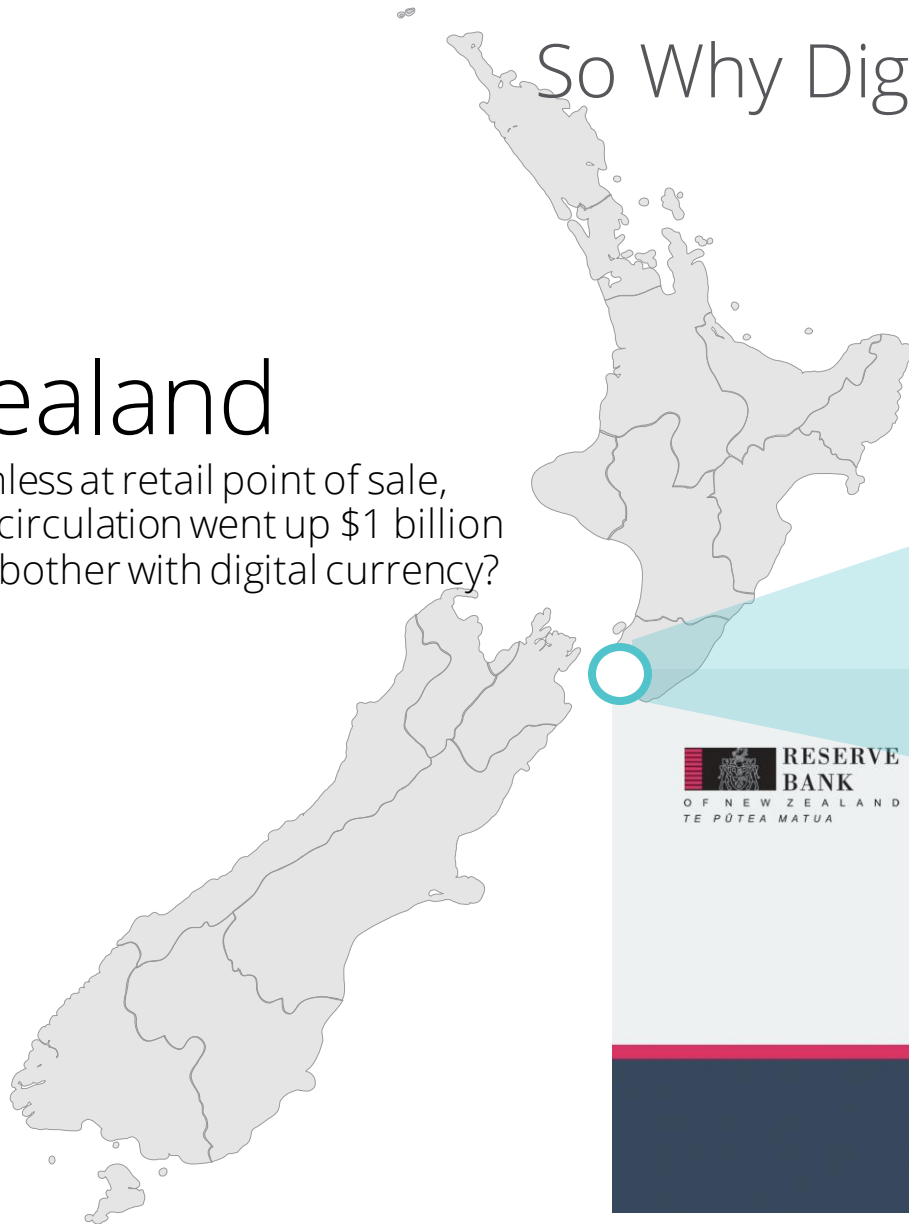 So Why Dig
ealand
nless at retail point of sale,
circulation went up $1 billion
bother with digital currency?
RESERVE
BANK
OF NEW ZEALAND
TE PŪTEA MATUA